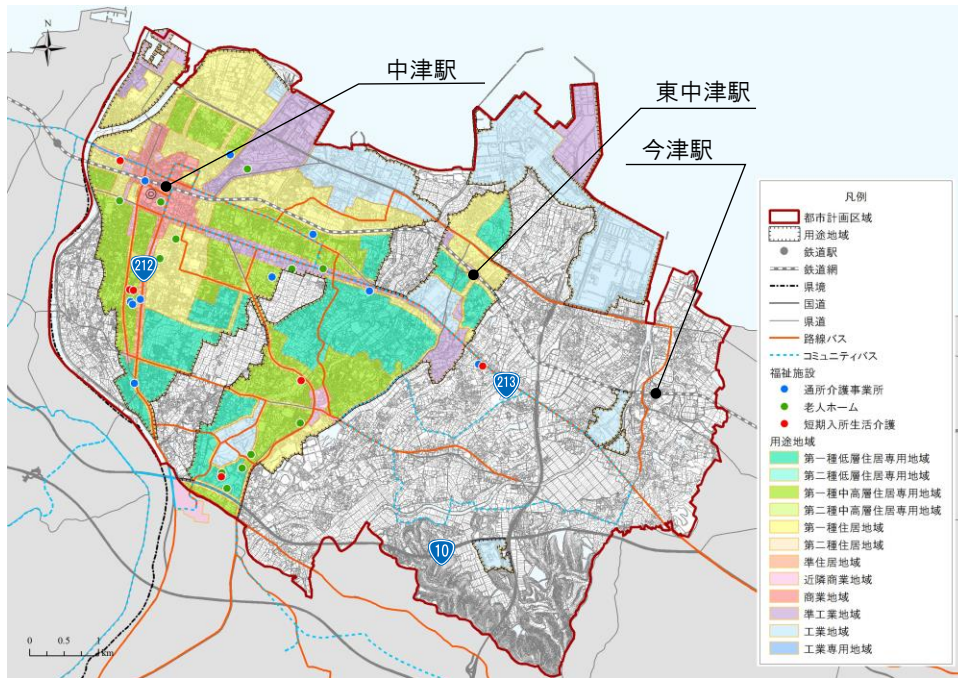 N
中津駅
東中津駅
今津駅
212
213
10
0 0.5 1
km
凡例
都市計画区域
用途地域
鉄道駅
鉄道網
県境
国道
県道
路線バス
コミュニティバス
福祉施設
通所介護事業所
老人ホーム
短期入所生活介護
用途地域
第一種低層住居専用地域
第二種低層住居専用地域
第一種中高層住居専用地域
第二種中高層住居専用地域
第一種住居地域
第二種住居地域
準住居地域
近隣商業地域
商業地域
準工業地域
工業地域
工業専用地域